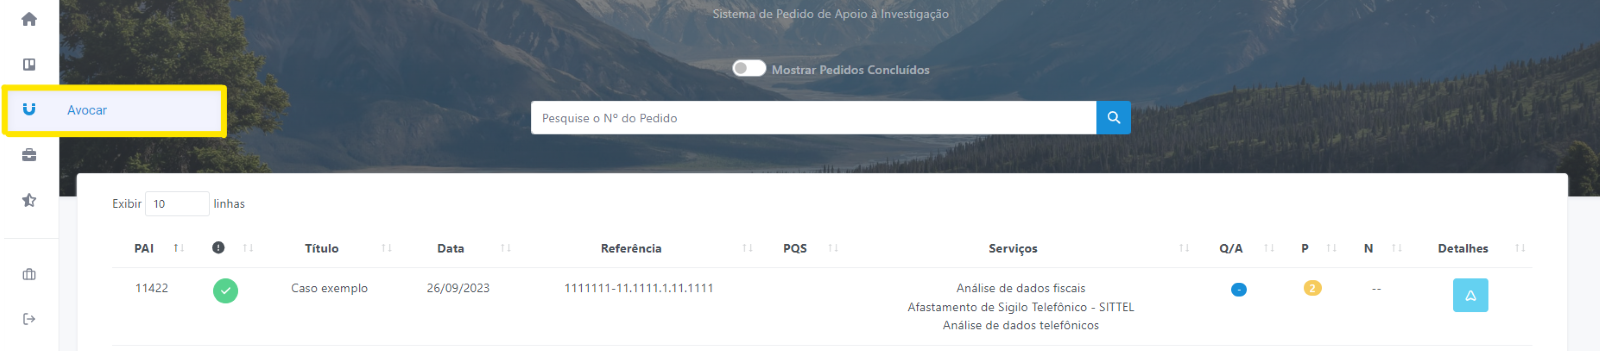 Sistema de Pedido de Apoio à Investigação
Mostrar Pedidos Concluídos
Avocar
Pesquise o Nº do Pedido
Exibir 10 linhas
PAI Título Data Referência PQS Serviços Q/A P N Detalhes
11422 Caso exemplo 26/09/2023 1111111-11.1111.1.11.1111 Análise de dados fiscais - 2 --
Afastamento de Sigilo Telefônico - SITTEL
Análise de dados telefônicos